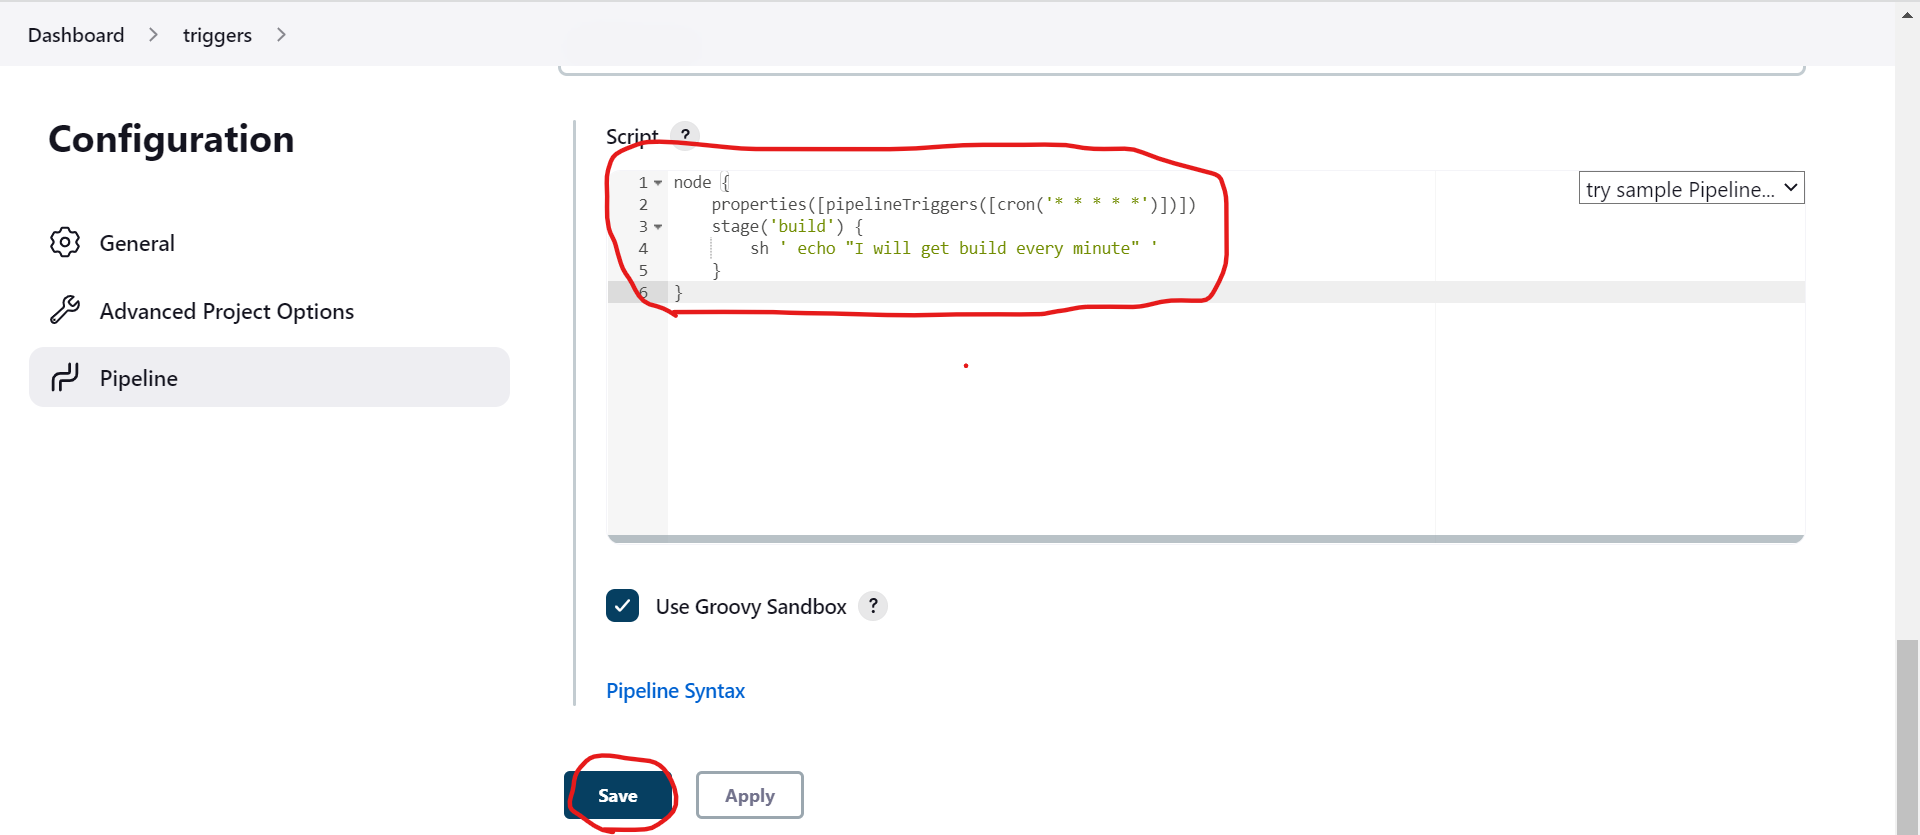 Dashboard > triggers >
Configuration
General
Advanced Project Options
Pipeline
Script ?
try sample Pipeline...
1 node {
2     properties([pipelineTriggers([cron('* * * * *')])])
3     stage('build') {
4         sh ' echo "I will get build every minute" '
5     }
6 }
Use Groovy Sandbox ?
Pipeline Syntax
Save Apply